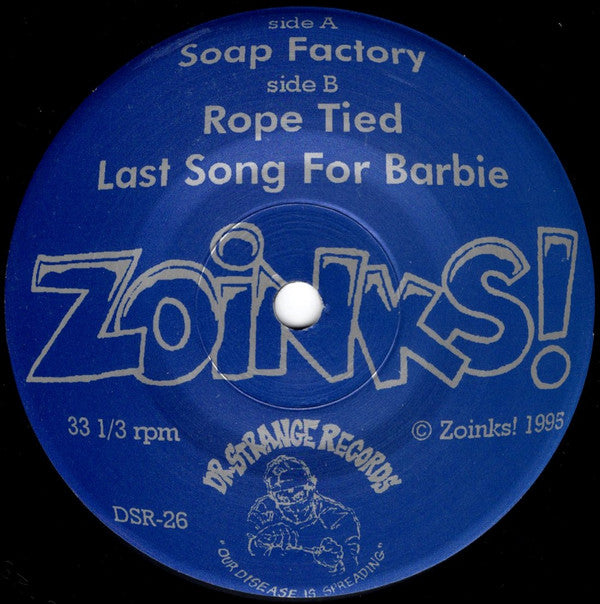 side A
Soap Factory
side B
Rope Tied
Last Song For Barbie
ZOINKS!
33 1/3 rpm
© Zoinks! 1995
DR. STRANGE RECORDS
DSR-26
"OUR DISEASE IS SPREADING"